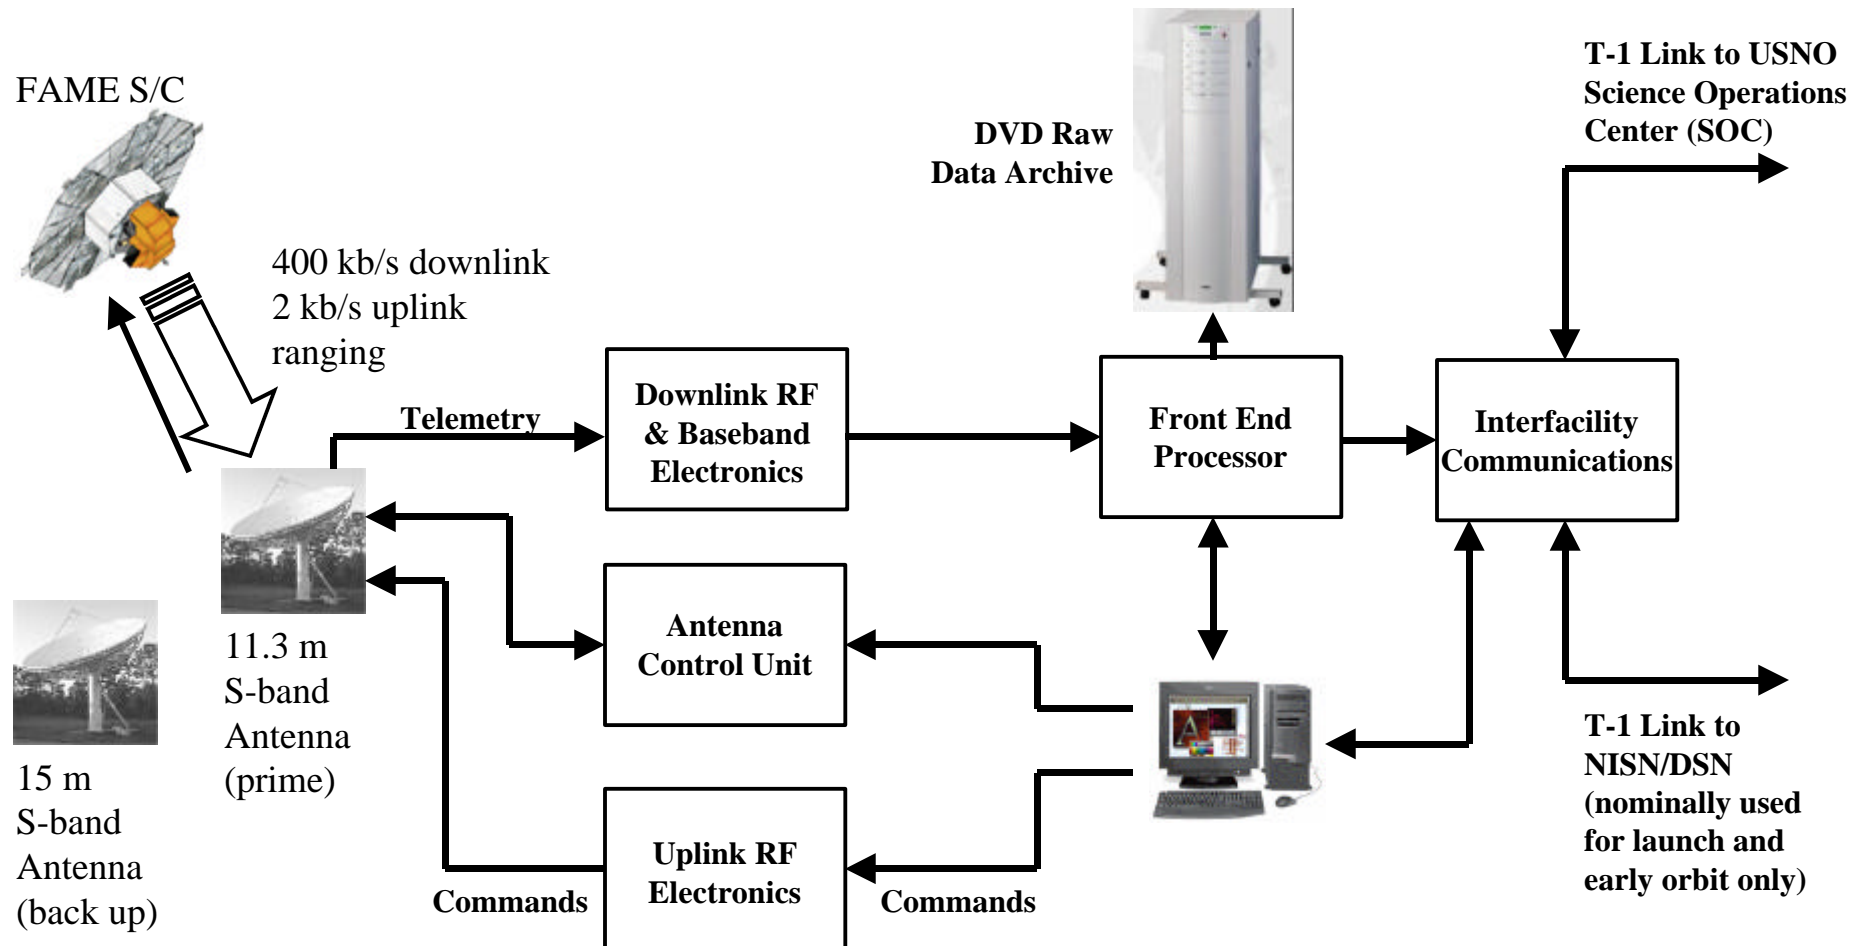 FAME S/C
400 kb/s downlink
2 kb/s uplink
ranging
DVD Raw
Data Archive
T-1 Link to USNO
Science Operations
Center (SOC)
Telemetry
Downlink RF
& Baseband
Electronics
Front End
Processor
Interfacility
Communications
Antenna
Control Unit
11.3 m
S-band
Antenna
(prime)
15 m
S-band
Antenna
(back up)
Uplink RF
Electronics
Commands
Commands
T-1 Link to
NISN/DSN
(nominally used
for launch and
early orbit only)
A